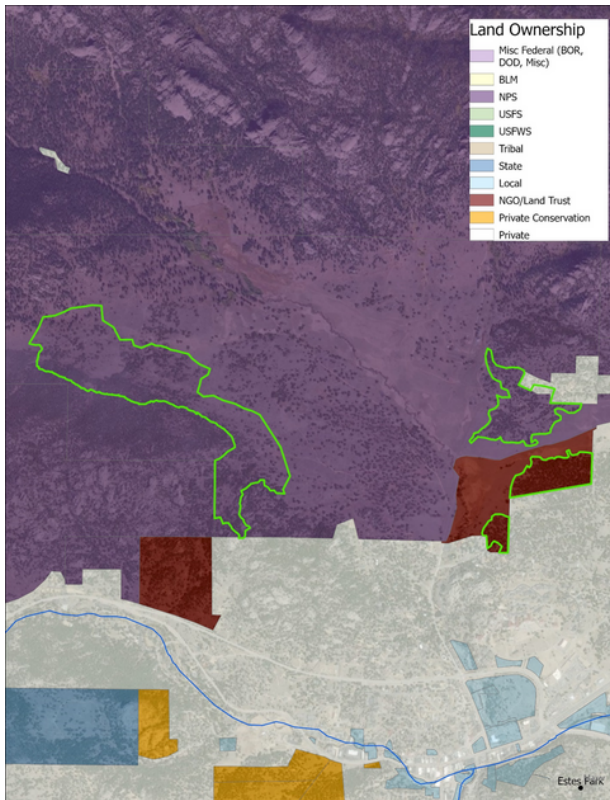 Land Ownership
Misc Federal (BOR,
DOD, Misc)
BLM
NPS
USFS
USFWS
Tribal
State
Local
NGO/Land Trust
Private Conservation
Private
Estes Park